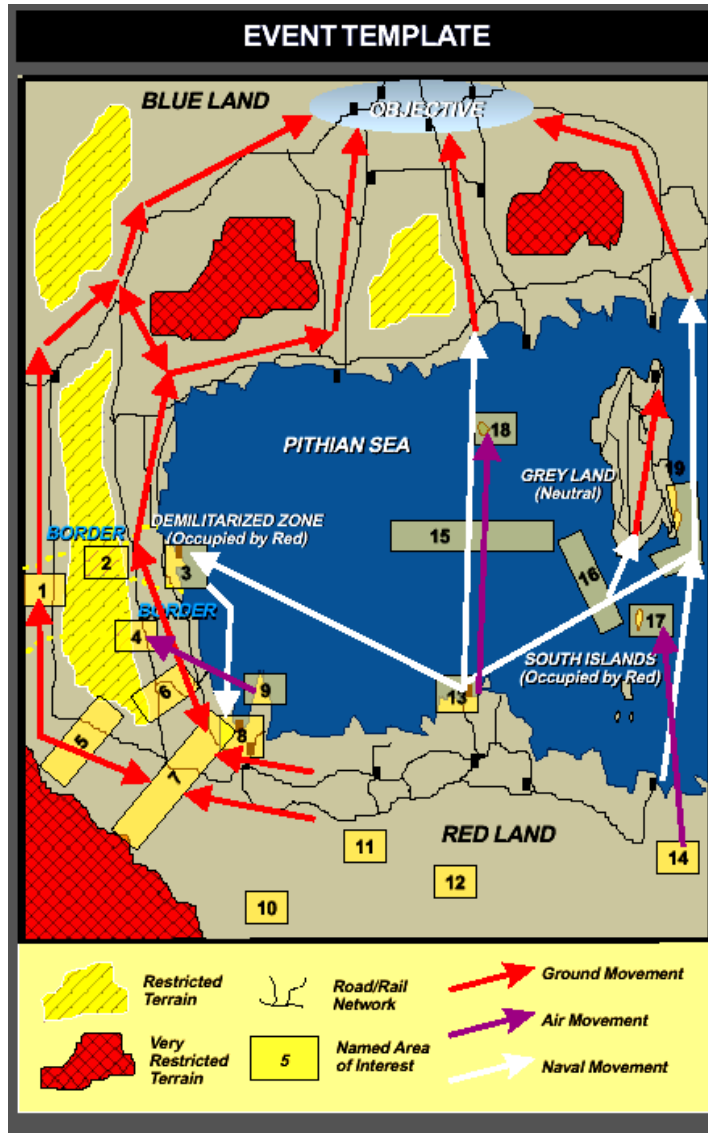 EVENT TEMPLATE
BLUE LAND
OBJECTIVE
PITHIAN SEA
18
GREY LAND
(Neutral)
19
DEMILITARIZED ZONE
(Occupied by Red)
15
BORDER
2
3
16
1
BORDER
4
17
SOUTH ISLANDS
(Occupied by Red)
6
9
13
5
8
7
RED LAND
11
14
12
10
Restricted
Terrain
Road/Rail
Network
Ground Movement
Air Movement
Very
Restricted
Terrain
5
Named Area
of Interest
Naval Movement